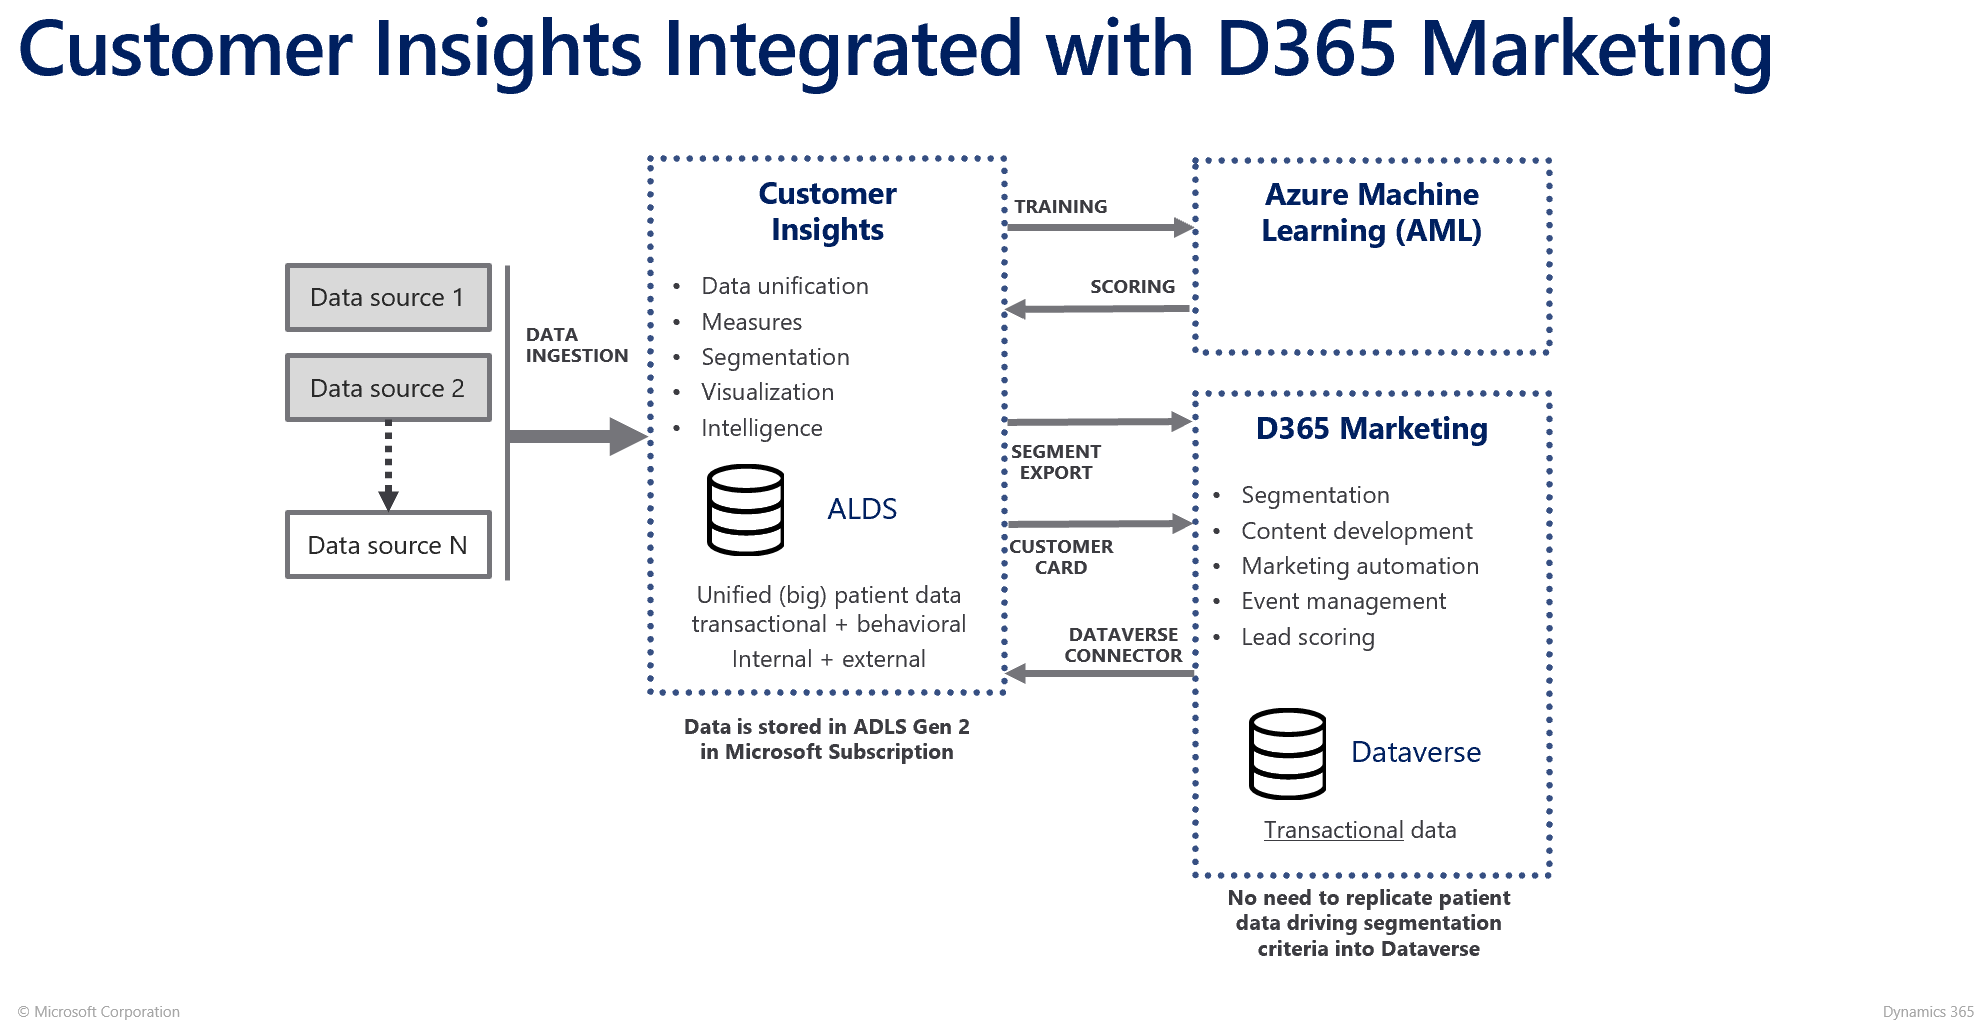 Customer Insights Integrated with D365 Marketing
Data source 1
Data source 2
Data source N
DATA
INGESTION
Customer
Insights
• Data unification
• Measures
• Segmentation
• Visualization
• Intelligence
ALDS
Unified (big) patient data
transactional + behavioral
Internal + external
Data is stored in ADLS Gen 2
in Microsoft Subscription
TRAINING
SCORING
SEGMENT
EXPORT
CUSTOMER
CARD
DATAVERSE
CONNECTOR
Azure Machine
Learning (AML)
D365 Marketing
• Segmentation
• Content development
• Marketing automation
• Event management
• Lead scoring
Dataverse
Transactional data
No need to replicate patient
data driving segmentation
criteria into Dataverse
© Microsoft Corporation
Dynamics 365